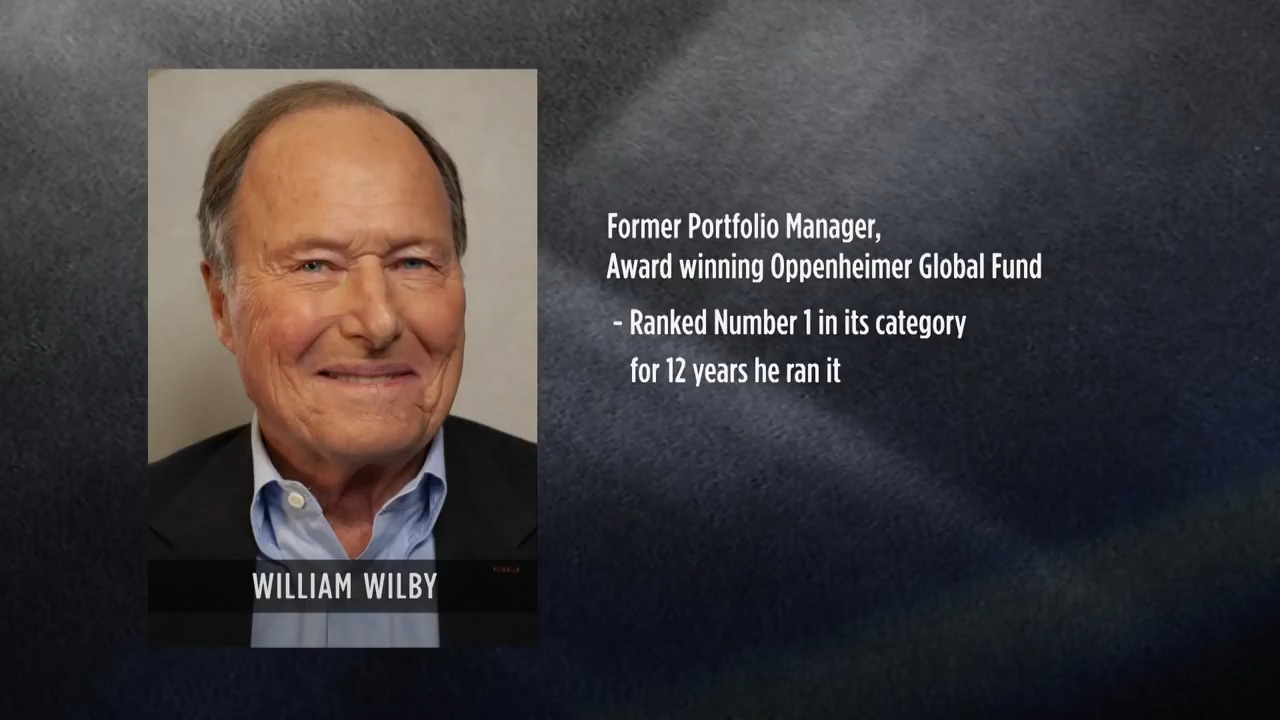 Former Portfolio Manager,
Award winning Oppenheimer Global Fund
- Ranked Number 1 in its category
for 12 years he ran it
WILLIAM WILBY